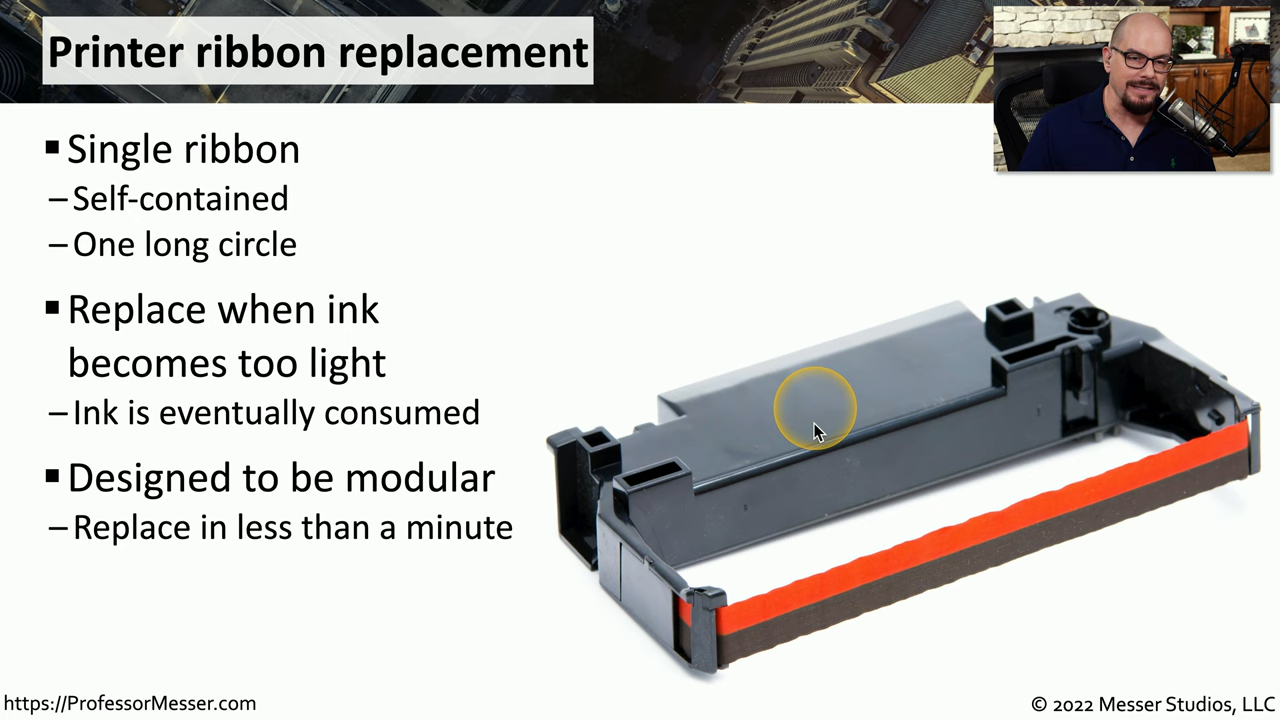 Printer ribbon replacement
▪ Single ribbon
– Self-contained
– One long circle
▪ Replace when ink
becomes too light
– Ink is eventually consumed
▪ Designed to be modular
– Replace in less than a minute
https://ProfessorMesser.com
© 2022 Messer Studios, LLC